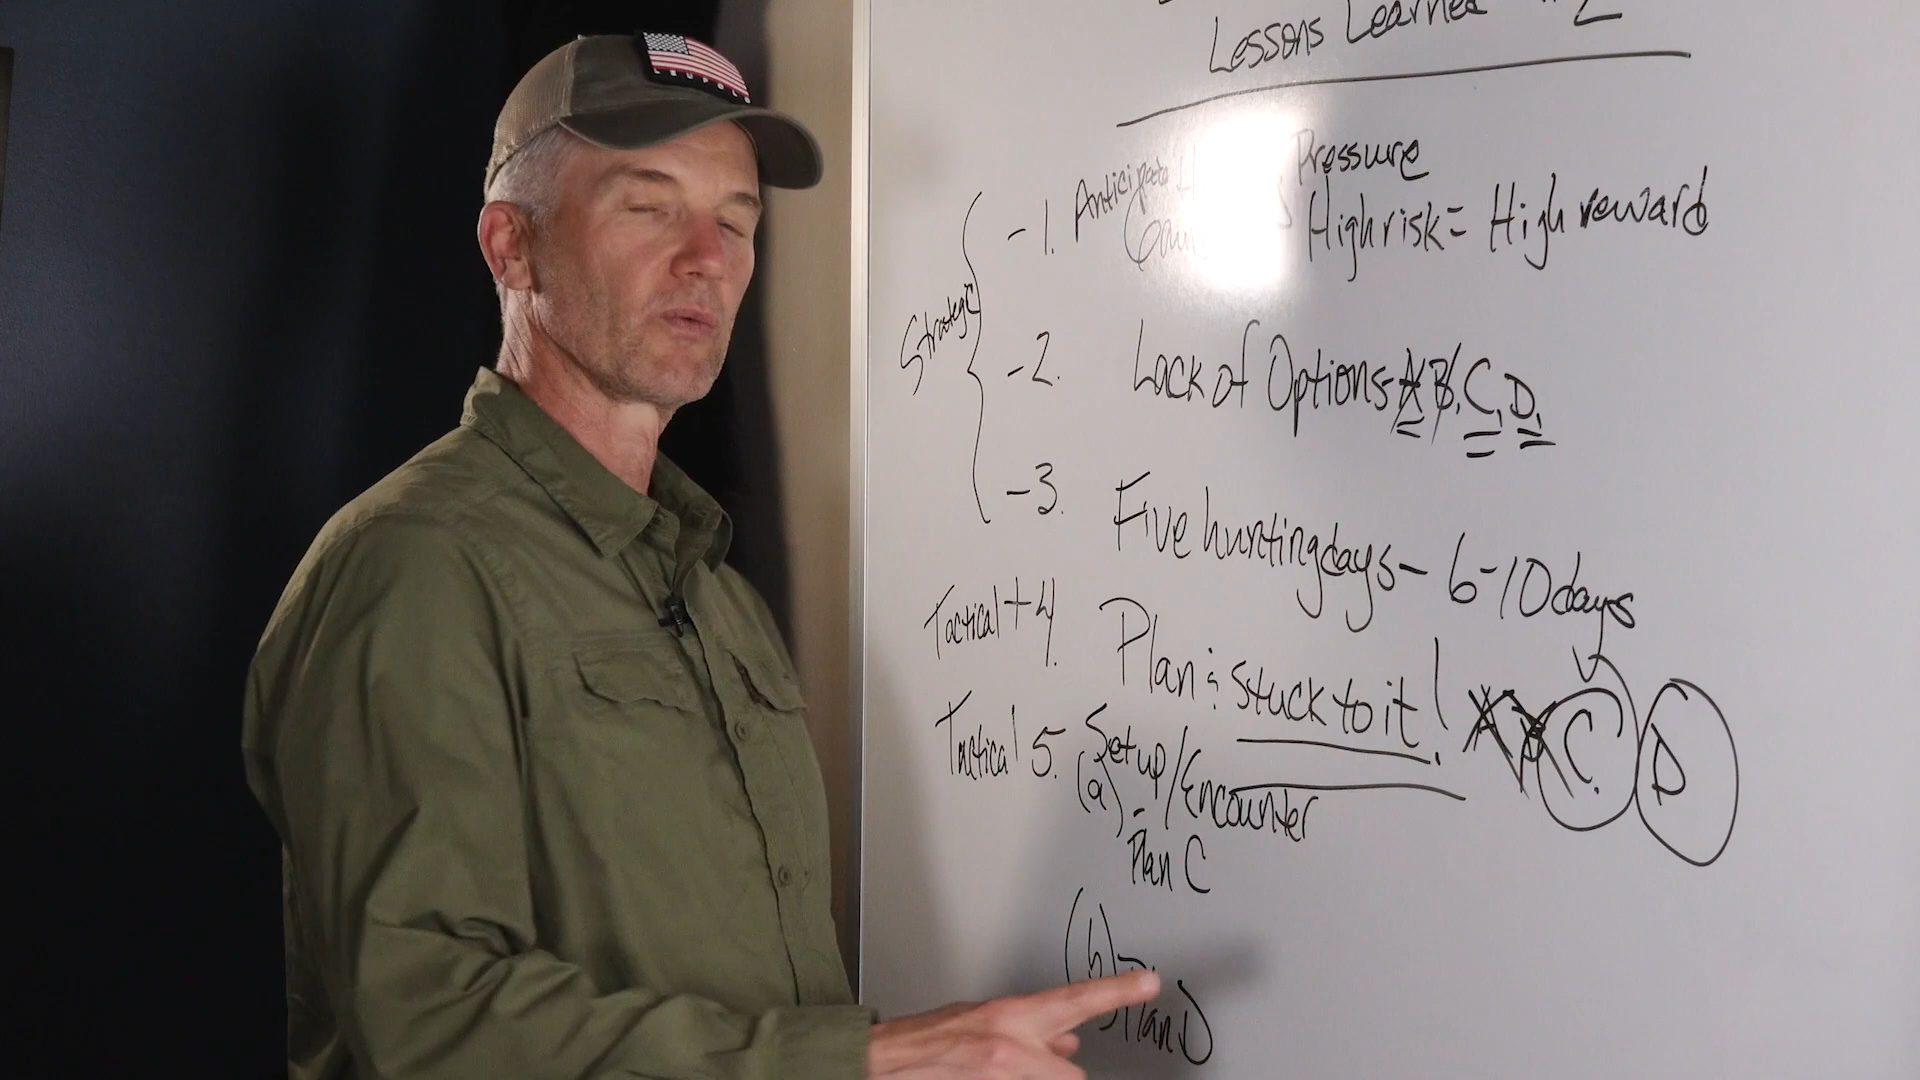 LEUPOLD
Lessons Learned #2
Strategic
-1. Anticipate Pressure
High risk = High reward
-2. Lack of Options - A, B, C, D,
-3. Five hunting days - 6-10 days
Tactical + 4. Plan & stuck to it! A B C. D
Tactical 5. Setup/Encounter
(a) - Plan C
(b) - Plan D